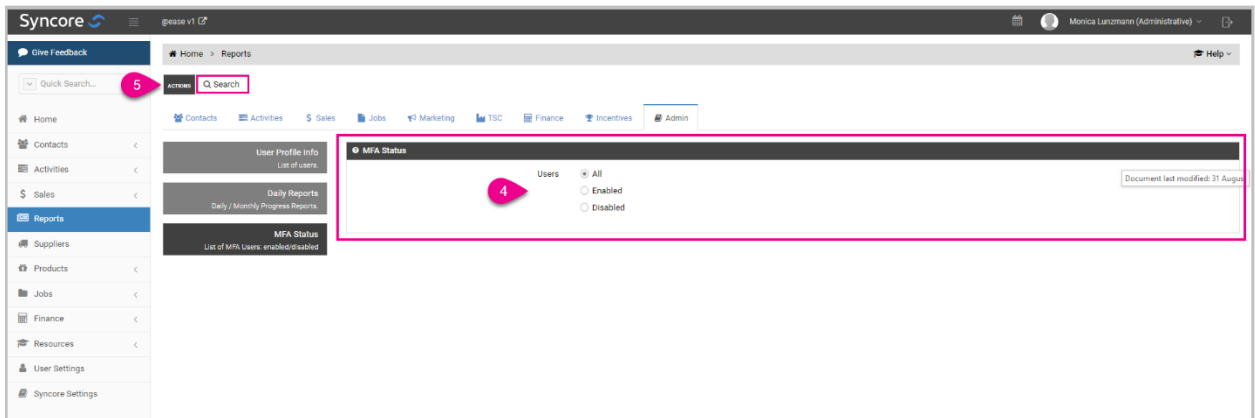 Syncore
@ease v1
Monica Lunzmann (Administrative)
Give Feedback
Home > Reports
Help
Quick Search...
5
ACTIONS
Search
Home
Contacts
Activities
$ Sales
Jobs
Marketing
TSC
Finance
Incentives
Admin
Contacts
Activities
$ Sales
Reports
Suppliers
Products
Jobs
Finance
Resources
User Settings
Syncore Settings
User Profile Info
List of users.
Daily Reports
Daily / Monthly Progress Reports.
MFA Status
List of MFA Users: enabled/disabled
MFA Status
Users
All
4
Enabled
Disabled
Document last modified: 31 Augus